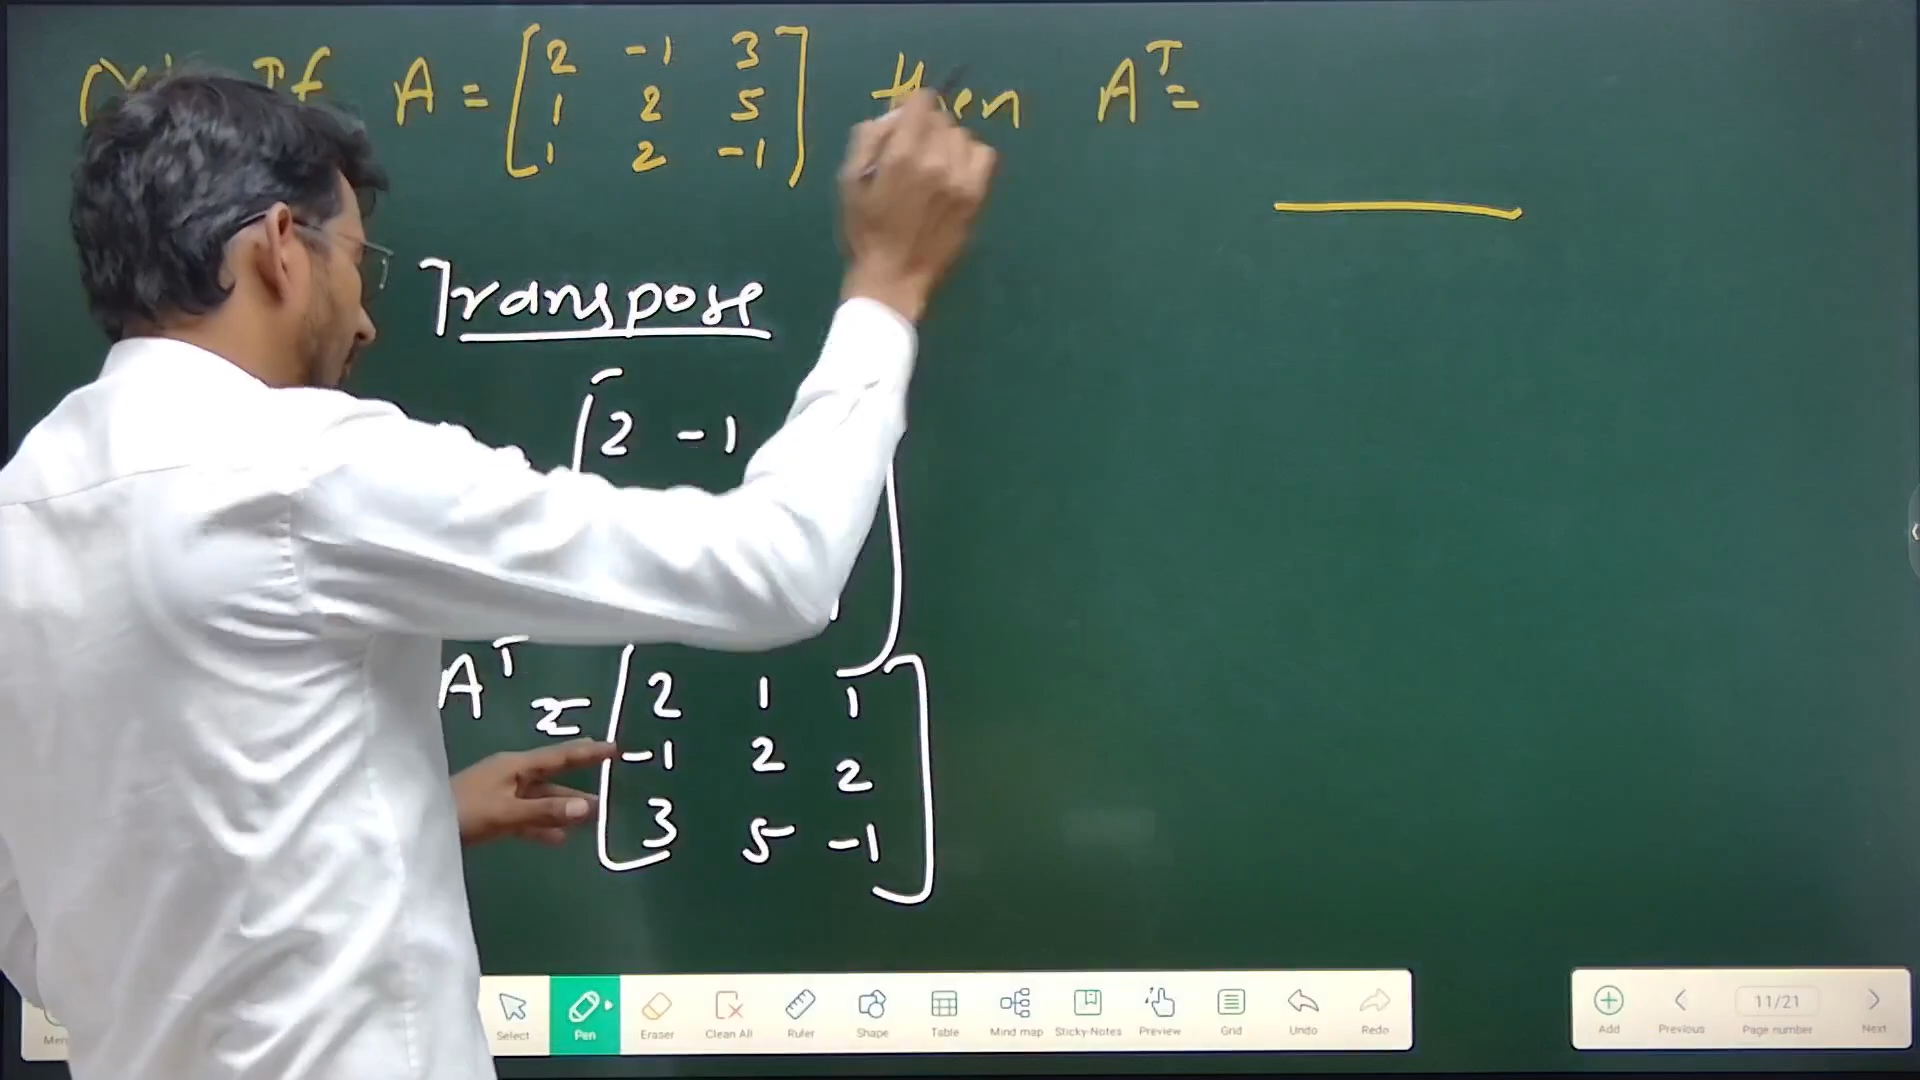 If A = [2 -1 3 then Aᵀ =
1 2 5
1 2 -1]
Transpose
[2 -1
Aᵀ = [2 1 1
-1 2 2
3 5 -1]
Select Pen Eraser Clean All Ruler Shape Table Mind map Sticky-Notes Preview Grid Undo Redo
Add Previous 11/21 Page number Next